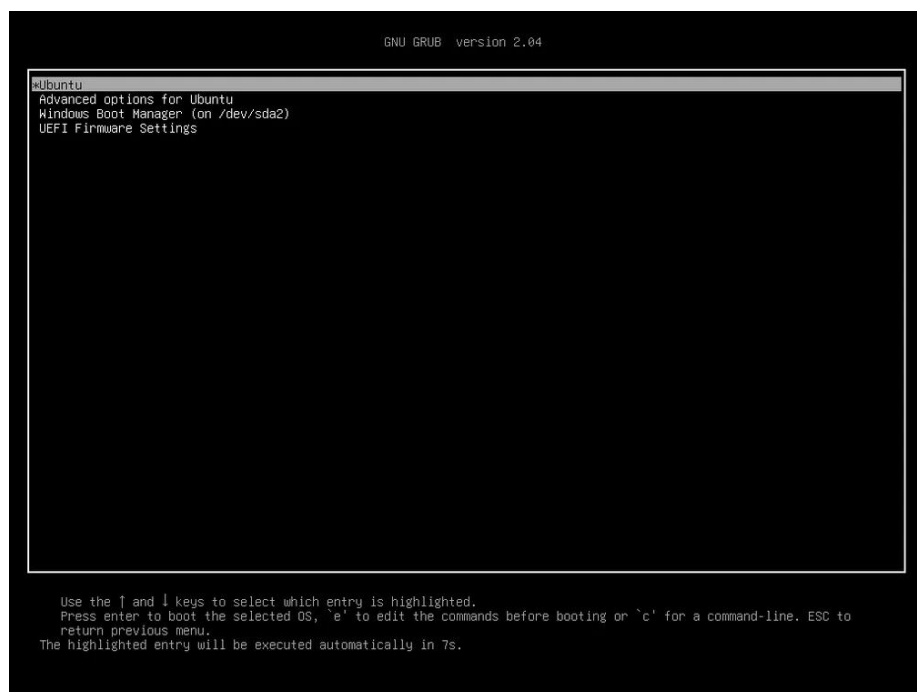 GNU GRUB version 2.04
*Ubuntu
Advanced options for Ubuntu
Windows Boot Manager (on /dev/sda2)
UEFI Firmware Settings
Use the ↑ and ↓ keys to select which entry is highlighted.
Press enter to boot the selected OS, `e' to edit the commands before booting or `c' for a command-line. ESC to
return previous menu.
The highlighted entry will be executed automatically in 7s.